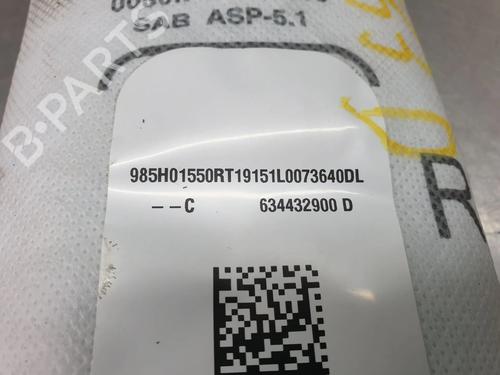 SAB ASP-5.1
985H01550RT19151L0073640DL
--C 634432900 D
R
B-PARTS